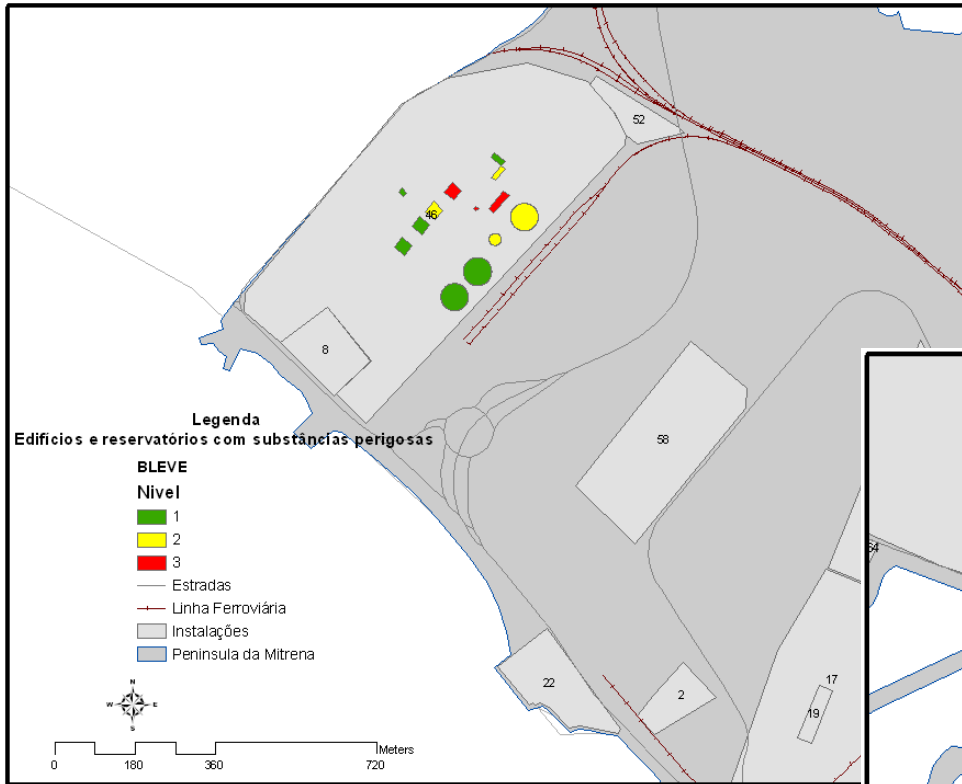 52
46
8
58
64
22
2
17
19
Legenda
Edifícios e reservatórios com substâncias perigosas
BLEVE
Nivel
1
2
3
Estradas
Linha Ferroviária
Instalações
Peninsula da Mitrena
N
W E
S
Meters
0 180 360 720